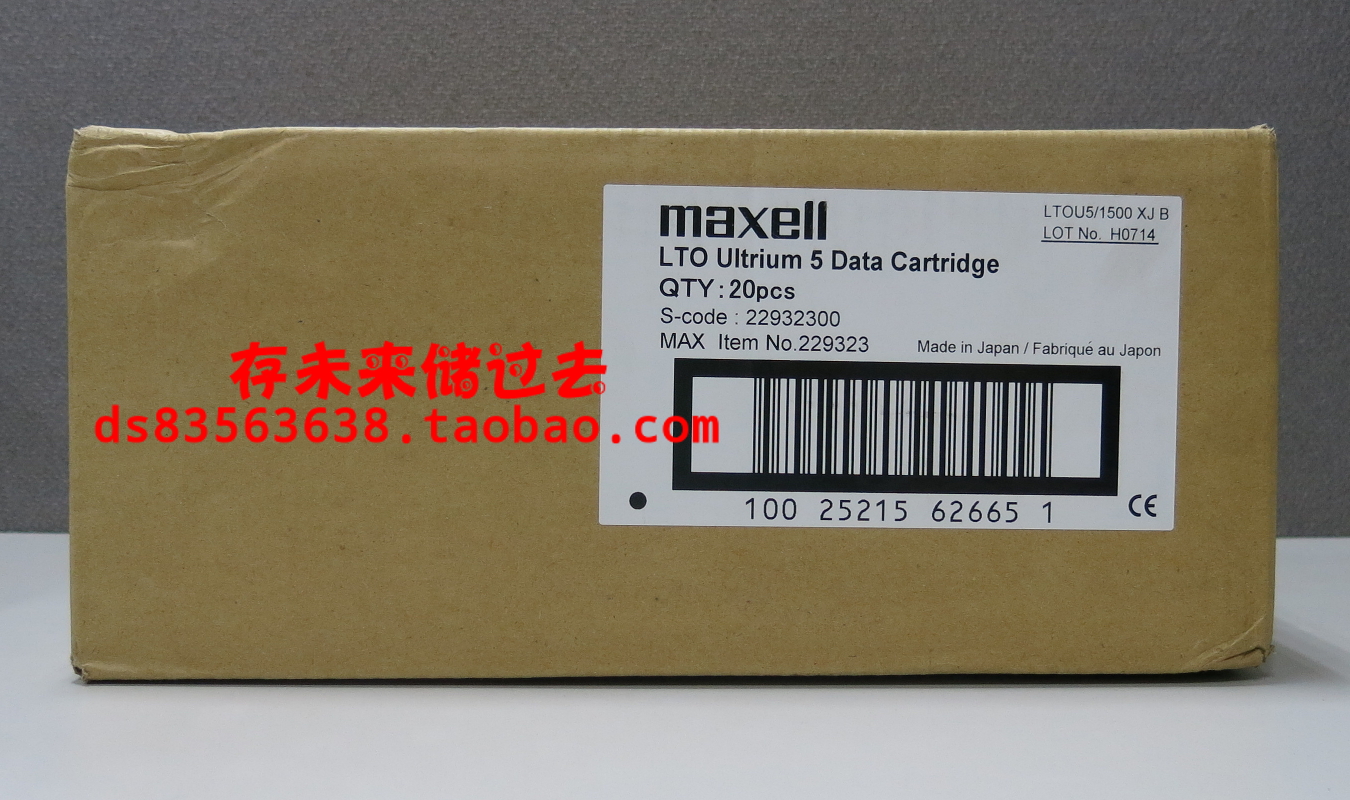 maxell
LTOU5/1500 XJ B
LOT No. H0714
LTO Ultrium 5 Data Cartridge
QTY : 20pcs
S-code : 22932300
MAX Item No.229323
Made in Japan / Fabriqué au Japon
100 25215 62665 1
CE
存未来储过去
ds83563638.taobao.com